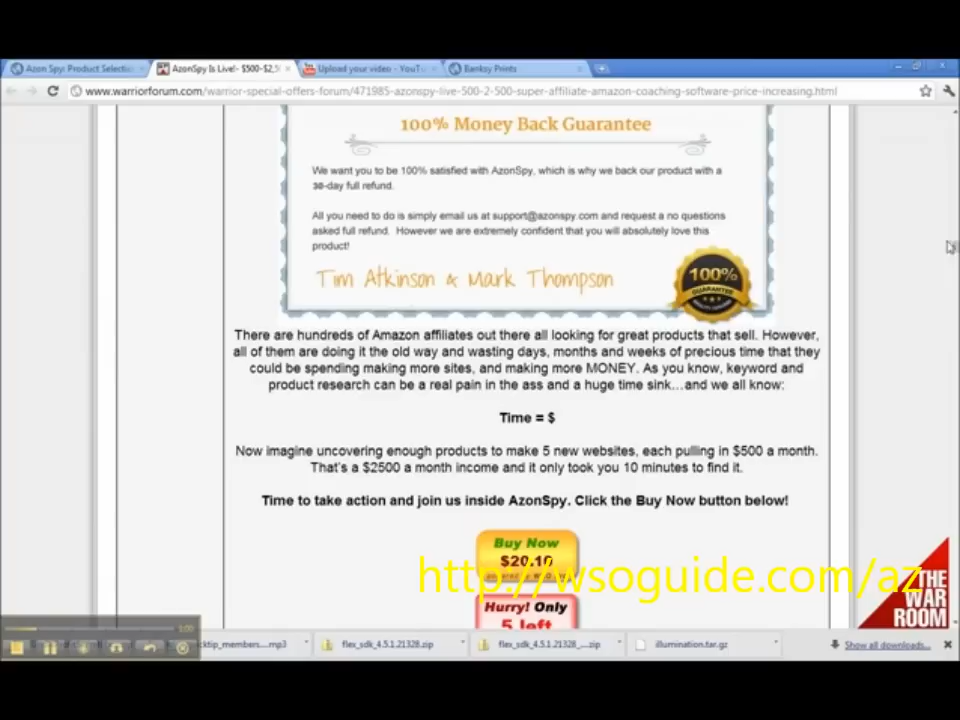 Azon Spy: Product Selectio
AzonSpy Is Live!- $500-$2,5
Upload your video - YouTu
Banksy Prints
www.warriorforum.com/warrior-special-offers-forum/471985-azonspy-live-500-2-500-super-affiliate-amazon-coaching-software-price-increasing.html
100% Money Back Guarantee
We want you to be 100% satisfied with AzonSpy, which is why we back our product with a
30-day full refund.
All you need to do is simply email us at support@azonspy.com and request a no questions
asked full refund. However we are extremely confident that you will absolutely love this
product!
Tim Atkinson & Mark Thompson
100%
GUARANTEE
There are hundreds of Amazon affiliates out there all looking for great products that sell. However,
all of them are doing it the old way and wasting days, months and weeks of precious time that they
could be spending making more sites, and making more MONEY. As you know, keyword and
product research can be a real pain in the ass and a huge time sink...and we all know:
Time = $
Now imagine uncovering enough products to make 5 new websites, each pulling in $500 a month.
That's a $2500 a month income and it only took you 10 minutes to find it.
Time to take action and join us inside AzonSpy. Click the Buy Now button below!
Buy Now
$20.10
http://wsoguide.com/az
Hurry! Only
5 left
THE
WAR
ROOM
1:00
cktip_members....mp3
flex_sdk_4.5.1.21328.zip
flex_sdk_4.5.1.21328_...zip
illumination.tar.gz
Show all downloads...